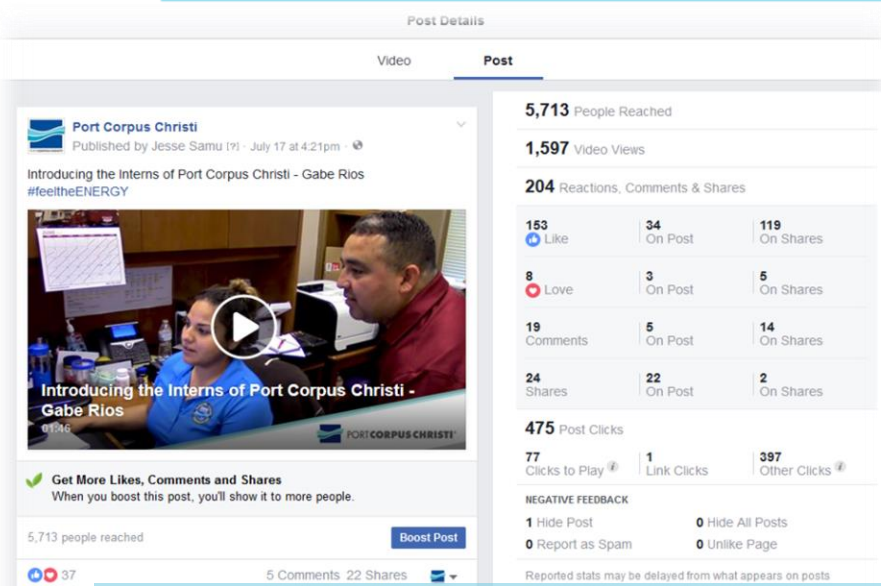 Post Details
Video Post
Port Corpus Christi
Published by Jesse Samu [?] · July 17 at 4:21pm ·
Introducing the Interns of Port Corpus Christi - Gabe Rios
#feeltheENERGY
Introducing the Interns of Port Corpus Christi -
Gabe Rios
01:46
PORT CORPUS CHRISTI
Get More Likes, Comments and Shares
When you boost this post, you'll show it to more people.
5,713 people reached
Boost Post
37
5 Comments 22 Shares
5,713 People Reached
1,597 Video Views
204 Reactions, Comments & Shares
153 34 119
Like On Post On Shares
8 3 5
Love On Post On Shares
19 5 14
Comments On Post On Shares
24 22 2
Shares On Post On Shares
475 Post Clicks
77 1 397
Clicks to Play Link Clicks Other Clicks
NEGATIVE FEEDBACK
1 Hide Post 0 Hide All Posts
0 Report as Spam 0 Unlike Page
Reported stats may be delayed from what appears on posts